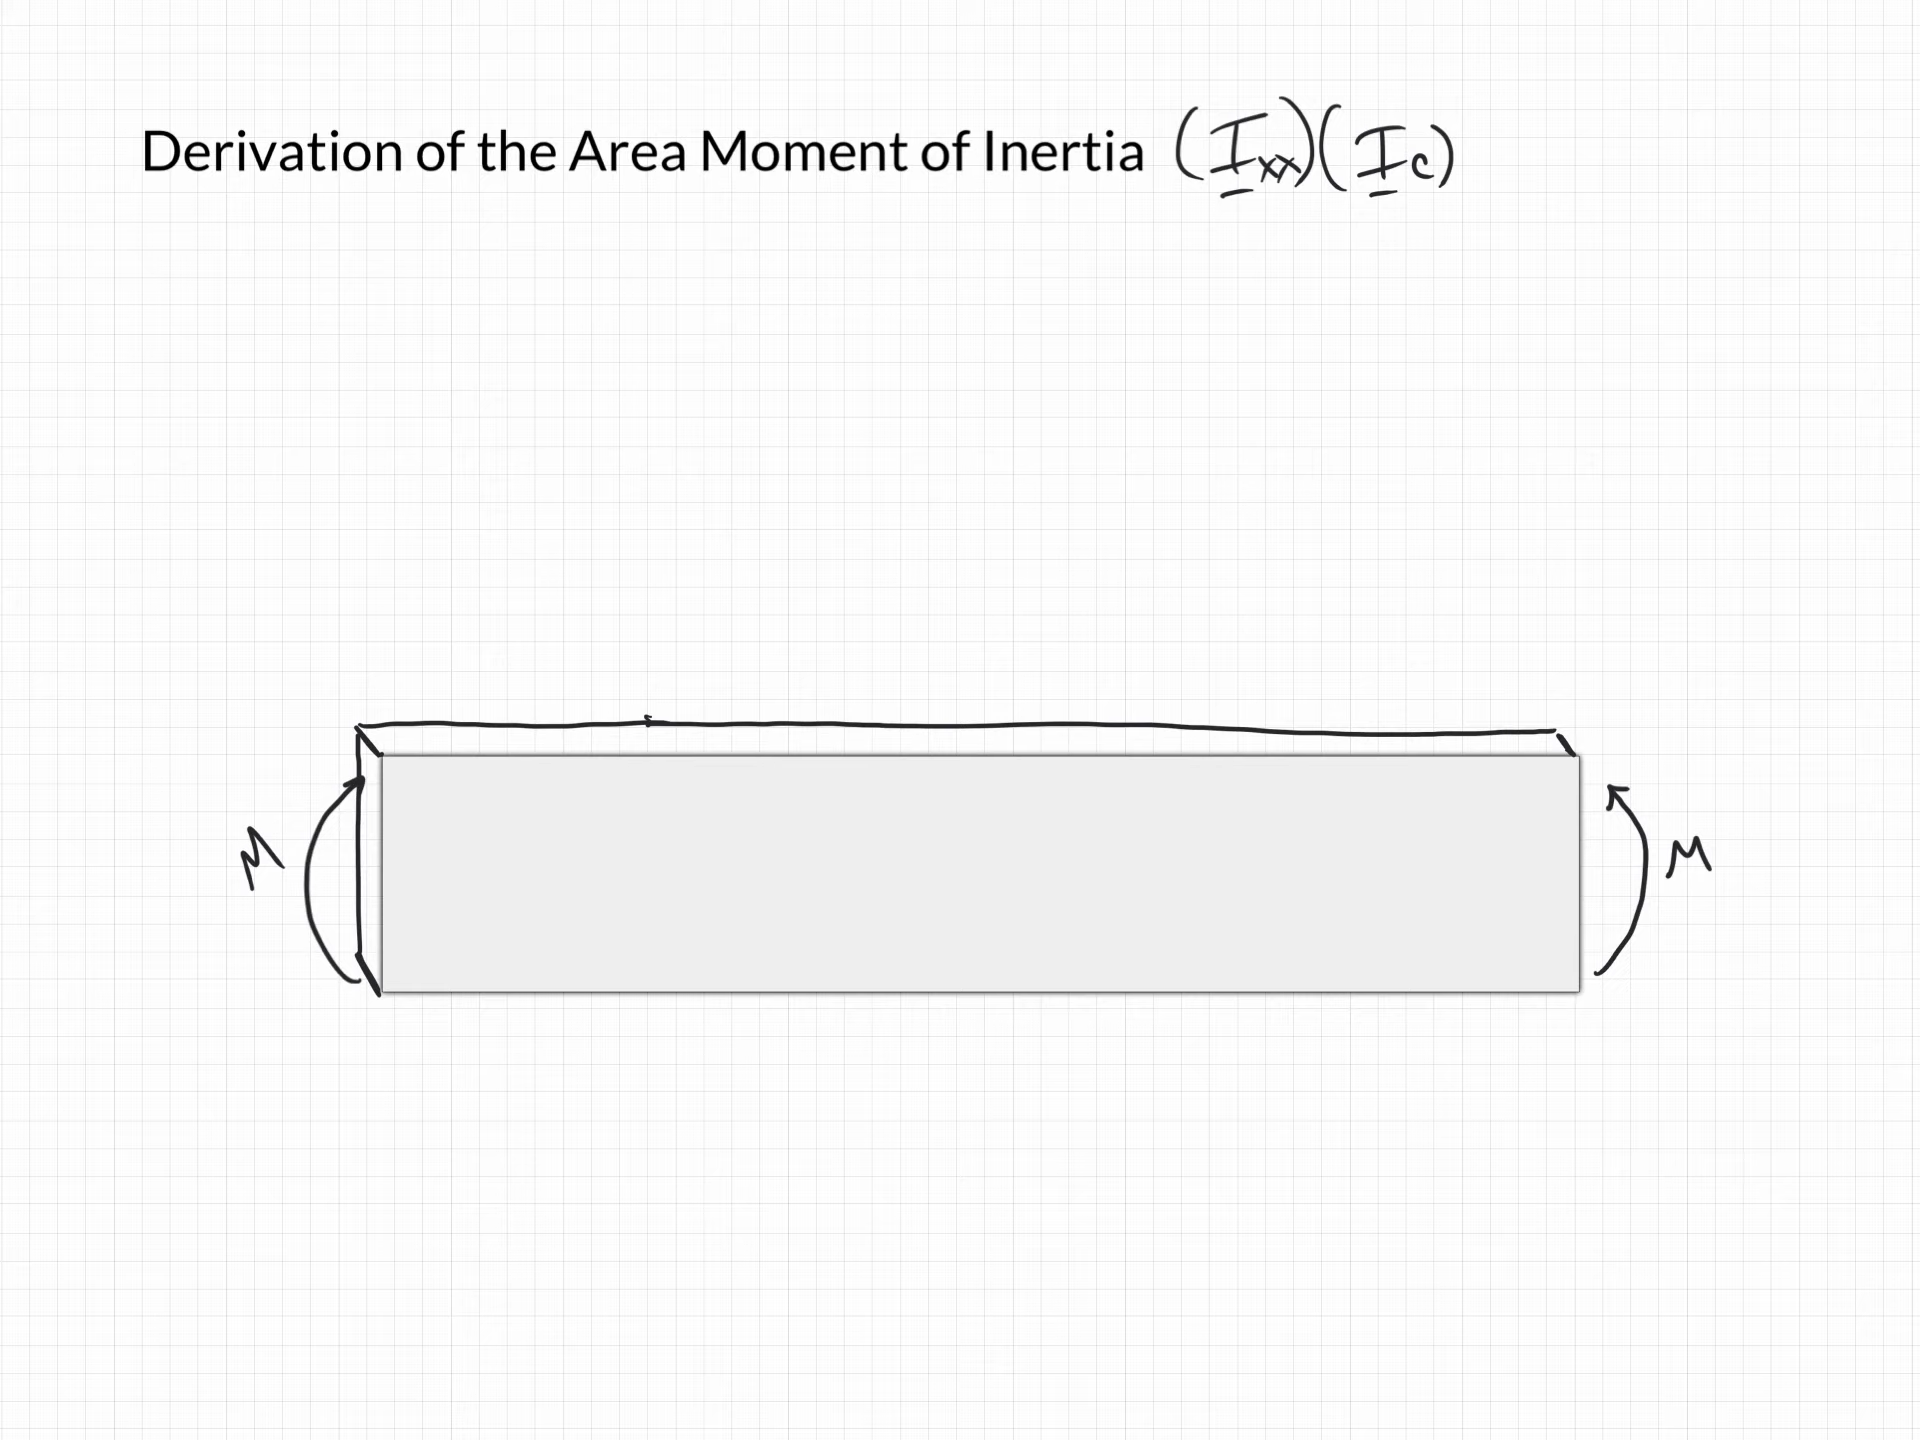 Derivation of the Area Moment of Inertia (Ixx)(Ic)
M
M